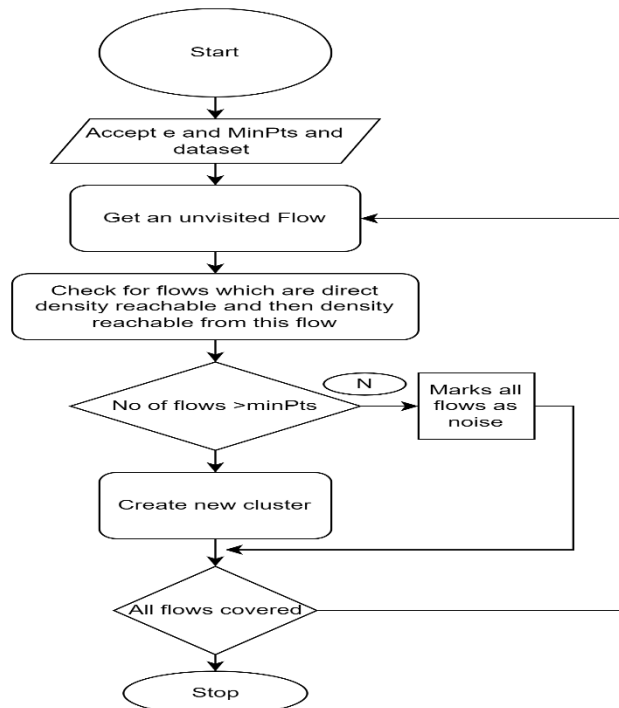 Start
Accept e and MinPts and
dataset
Get an unvisited Flow
Check for flows which are direct
density reachable and then density
reachable from this flow
No of flows >minPts
N
Marks all
flows as
noise
Create new cluster
All flows covered
Stop